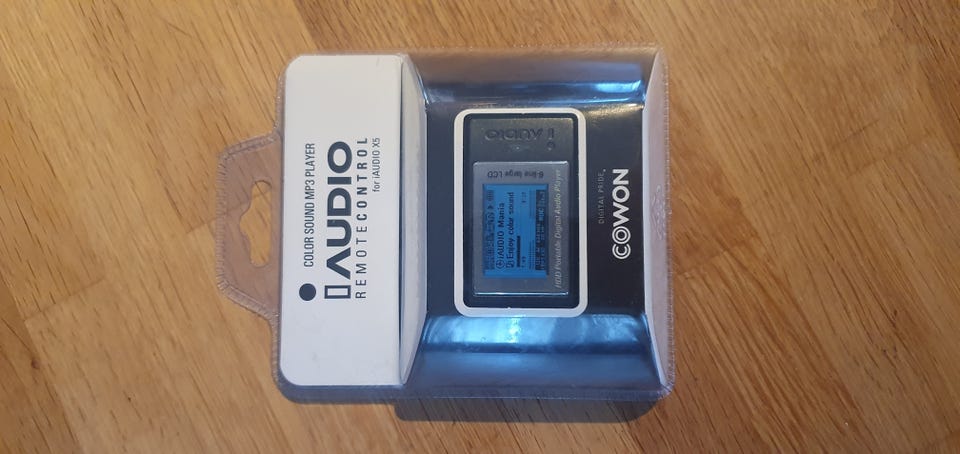 COLOR SOUND MP3 PLAYER
iAUDIO
REMOTECONTROL
for iAUDIO X5
iAUDIO
6-line large LCD
iAUDIO Mania
Enjoy color sound
HDD Portable Digital Audio Player
DIGITAL PRIDE
COWON